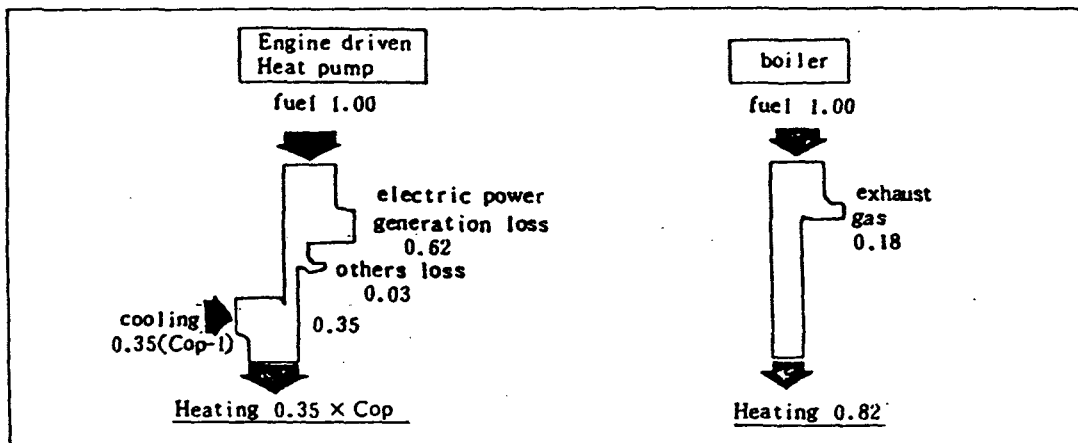 Engine driven
Heat pump
fuel 1.00
electric power
generation loss
0.62
others loss
0.03
cooling
0.35(Cop-1)
0.35
Heating 0.35 × Cop
boiler
fuel 1.00
exhaust
gas
0.18
Heating 0.82